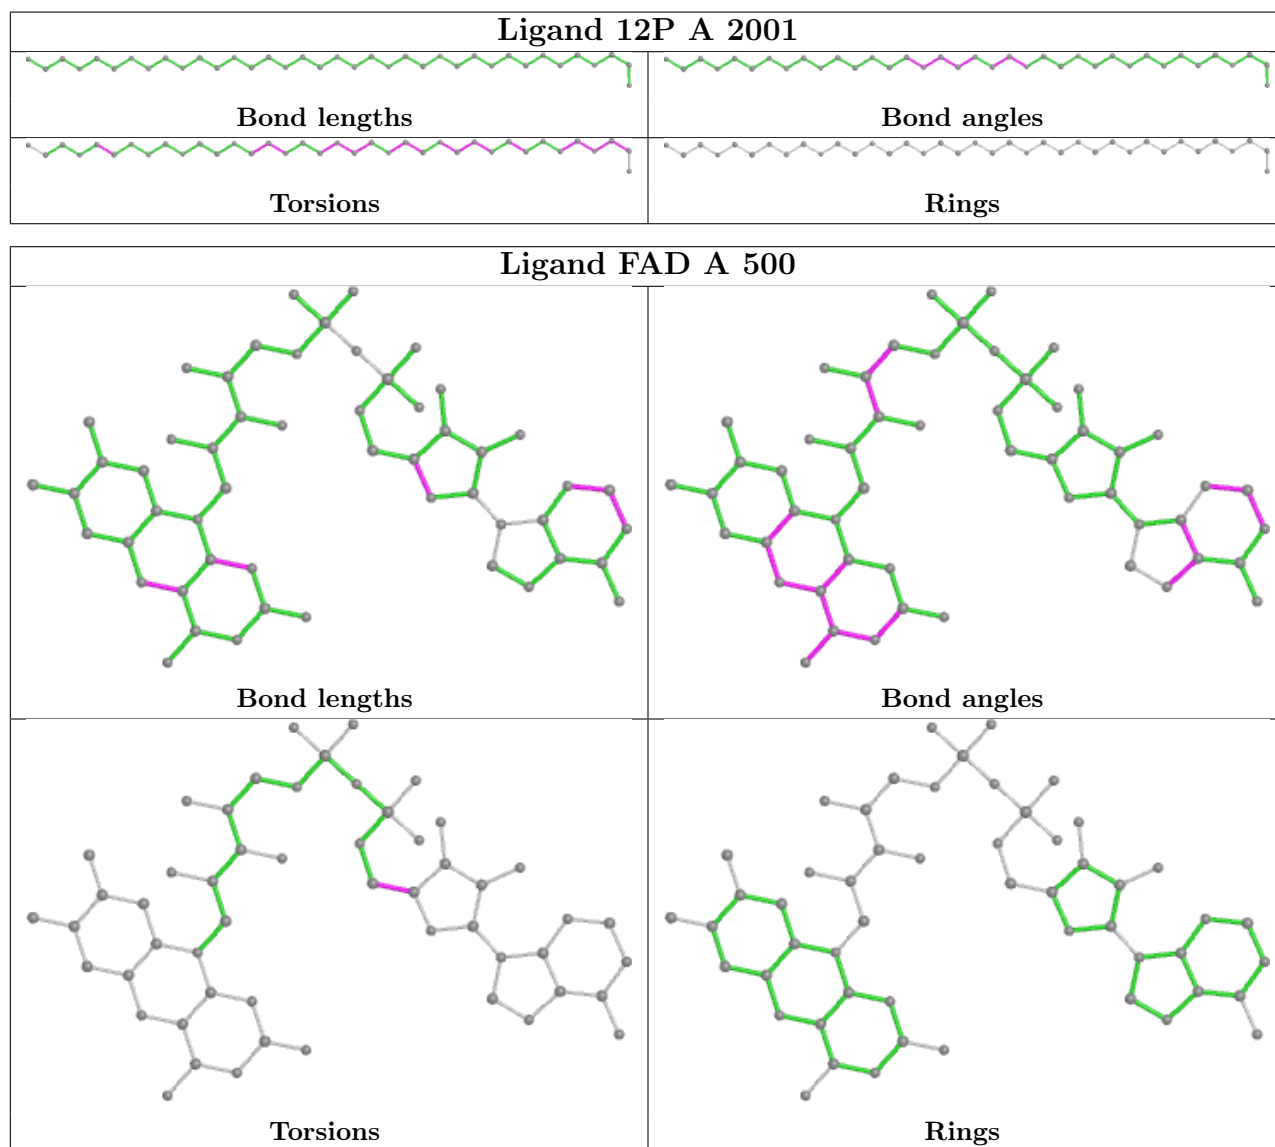 Ligand 12P A 2001
Bond lengths
Bond angles
Torsions
Rings
Ligand FAD A 500
Bond lengths
Bond angles
Torsions
Rings